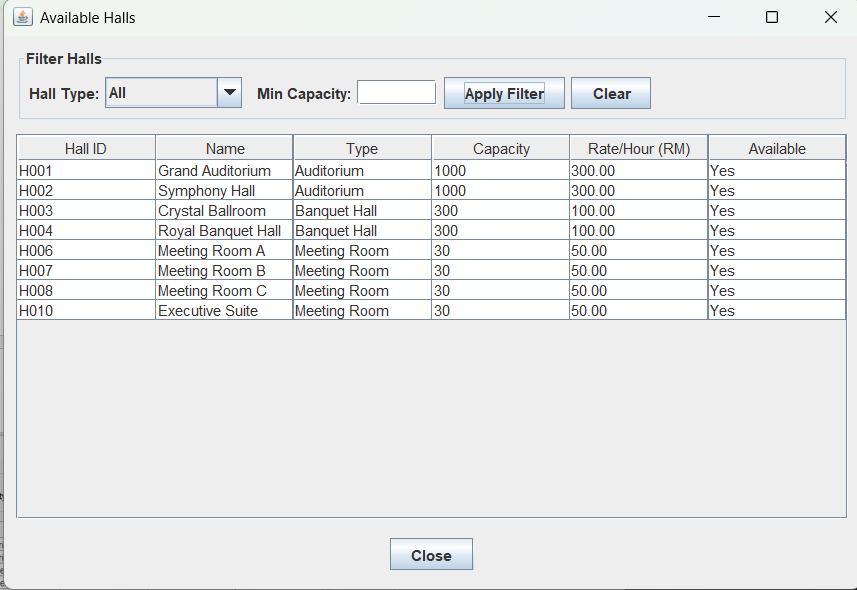 Available Halls
Filter Halls
Hall Type: All Min Capacity: Apply Filter Clear
Hall ID Name Type Capacity Rate/Hour (RM) Available
H001 Grand Auditorium Auditorium 1000 300.00 Yes
H002 Symphony Hall Auditorium 1000 300.00 Yes
H003 Crystal Ballroom Banquet Hall 300 100.00 Yes
H004 Royal Banquet Hall Banquet Hall 300 100.00 Yes
H006 Meeting Room A Meeting Room 30 50.00 Yes
H007 Meeting Room B Meeting Room 30 50.00 Yes
H008 Meeting Room C Meeting Room 30 50.00 Yes
H010 Executive Suite Meeting Room 30 50.00 Yes
Close